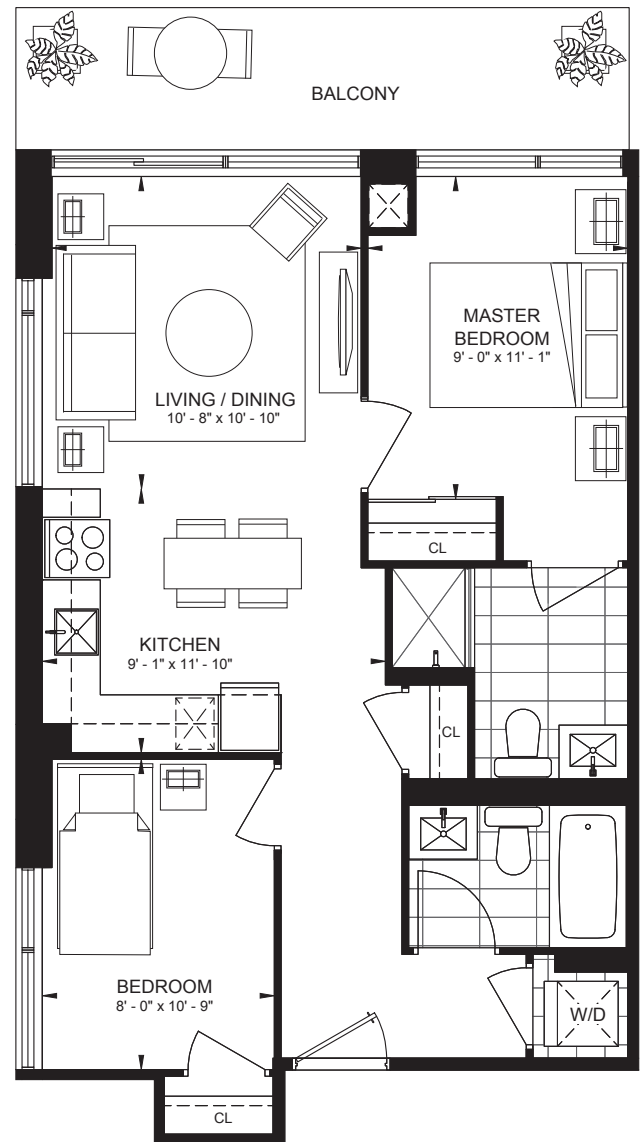 BALCONY
MASTER
BEDROOM
9' - 0" x 11' - 1"
LIVING / DINING
10' - 8" x 10' - 10"
CL
KITCHEN
9' - 1" x 11' - 10"
CL
BEDROOM
8' - 0" x 10' - 9"
W/D
CL